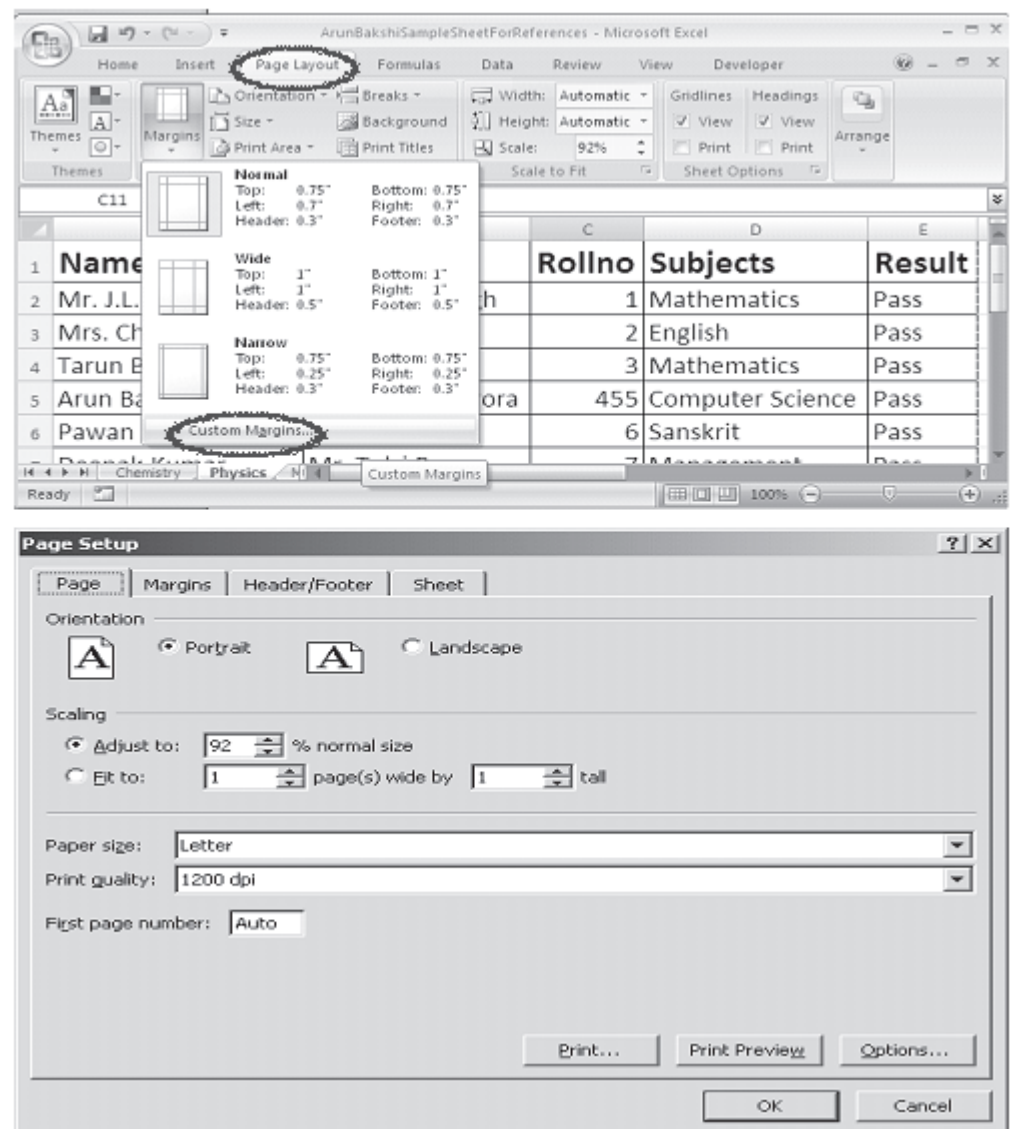 ArunBakshiSampleSheetForReferences - Microsoft Excel
Home Insert Page Layout Formulas Data Review View Developer
Orientation Breaks Width: Automatic Gridlines Headings
Size Background Height: Automatic View View
Themes Margins Print Area Print Titles Scale: 92% Print Print Arrange
Themes Scale to Fit Sheet Options
C11
Normal
Top: 0.75" Bottom: 0.75"
Left: 0.7" Right: 0.7"
Header: 0.3" Footer: 0.3"
Wide
Top: 1" Bottom: 1"
Left: 1" Right: 1"
Header: 0.5" Footer: 0.5"
Narrow
Top: 0.75" Bottom: 0.75"
Left: 0.25" Right: 0.25"
Header: 0.3" Footer: 0.3"
Custom Margins...
C D E
1 Name Rollno Subjects Result
2 Mr. J.L. h 1 Mathematics Pass
3 Mrs. Ch 2 English Pass
4 Tarun B 3 Mathematics Pass
5 Arun Ba ora 455 Computer Science Pass
6 Pawan 6 Sanskrit Pass
Deepak Kumar 7 Management Pass
Chemistry Physics Custom Margins
Ready 100%
Page Setup
Page Margins Header/Footer Sheet
Orientation
A Portrait A Landscape
Scaling
Adjust to: 92 % normal size
Fit to: 1 page(s) wide by 1 tall
Paper size: Letter
Print quality: 1200 dpi
First page number: Auto
Print... Print Preview Options...
OK Cancel